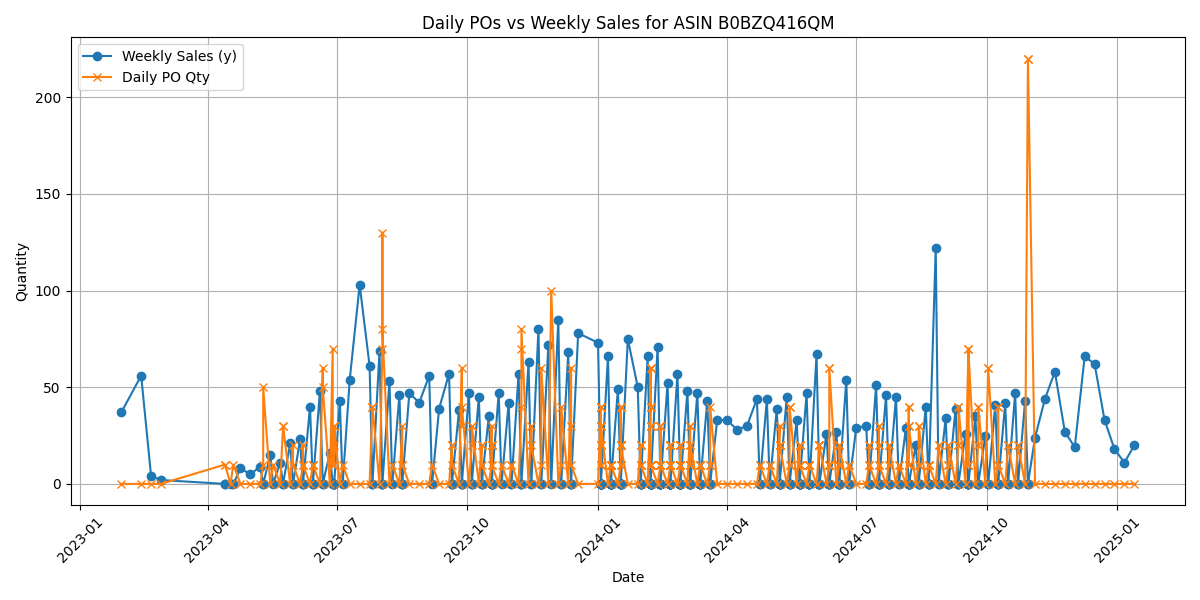 Daily POs vs Weekly Sales for ASIN B0BZQ416QM
Weekly Sales (y)
Daily PO Qty
Quantity
200
150
100
50
0
2023-01
2023-04
2023-07
2023-10
2024-01
2024-04
2024-07
2024-10
2025-01
Date